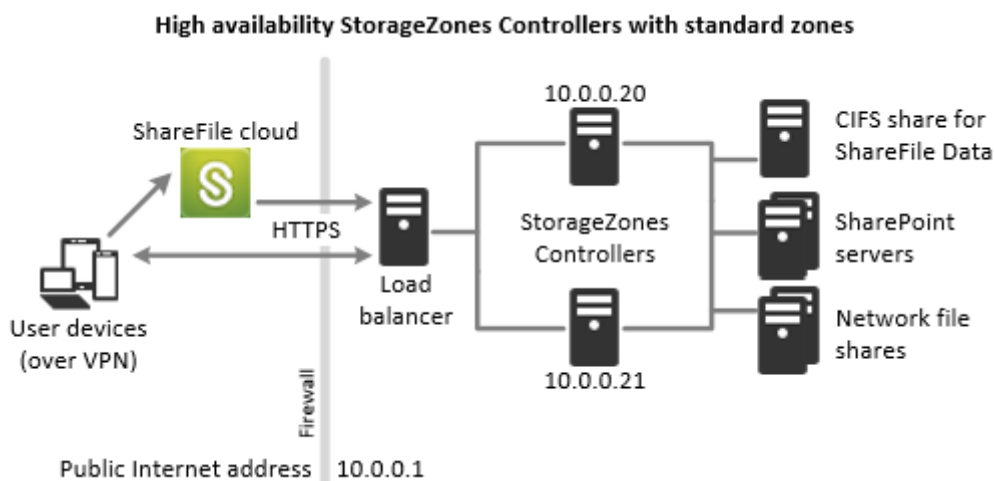 High availability StorageZones Controllers with standard zones
10.0.0.20
ShareFile cloud
CIFS share for
ShareFile Data
HTTPS
StorageZones
Controllers
SharePoint
servers
Load
balancer
User devices
(over VPN)
Network file
shares
10.0.0.21
Firewall
Public Internet address
10.0.0.1